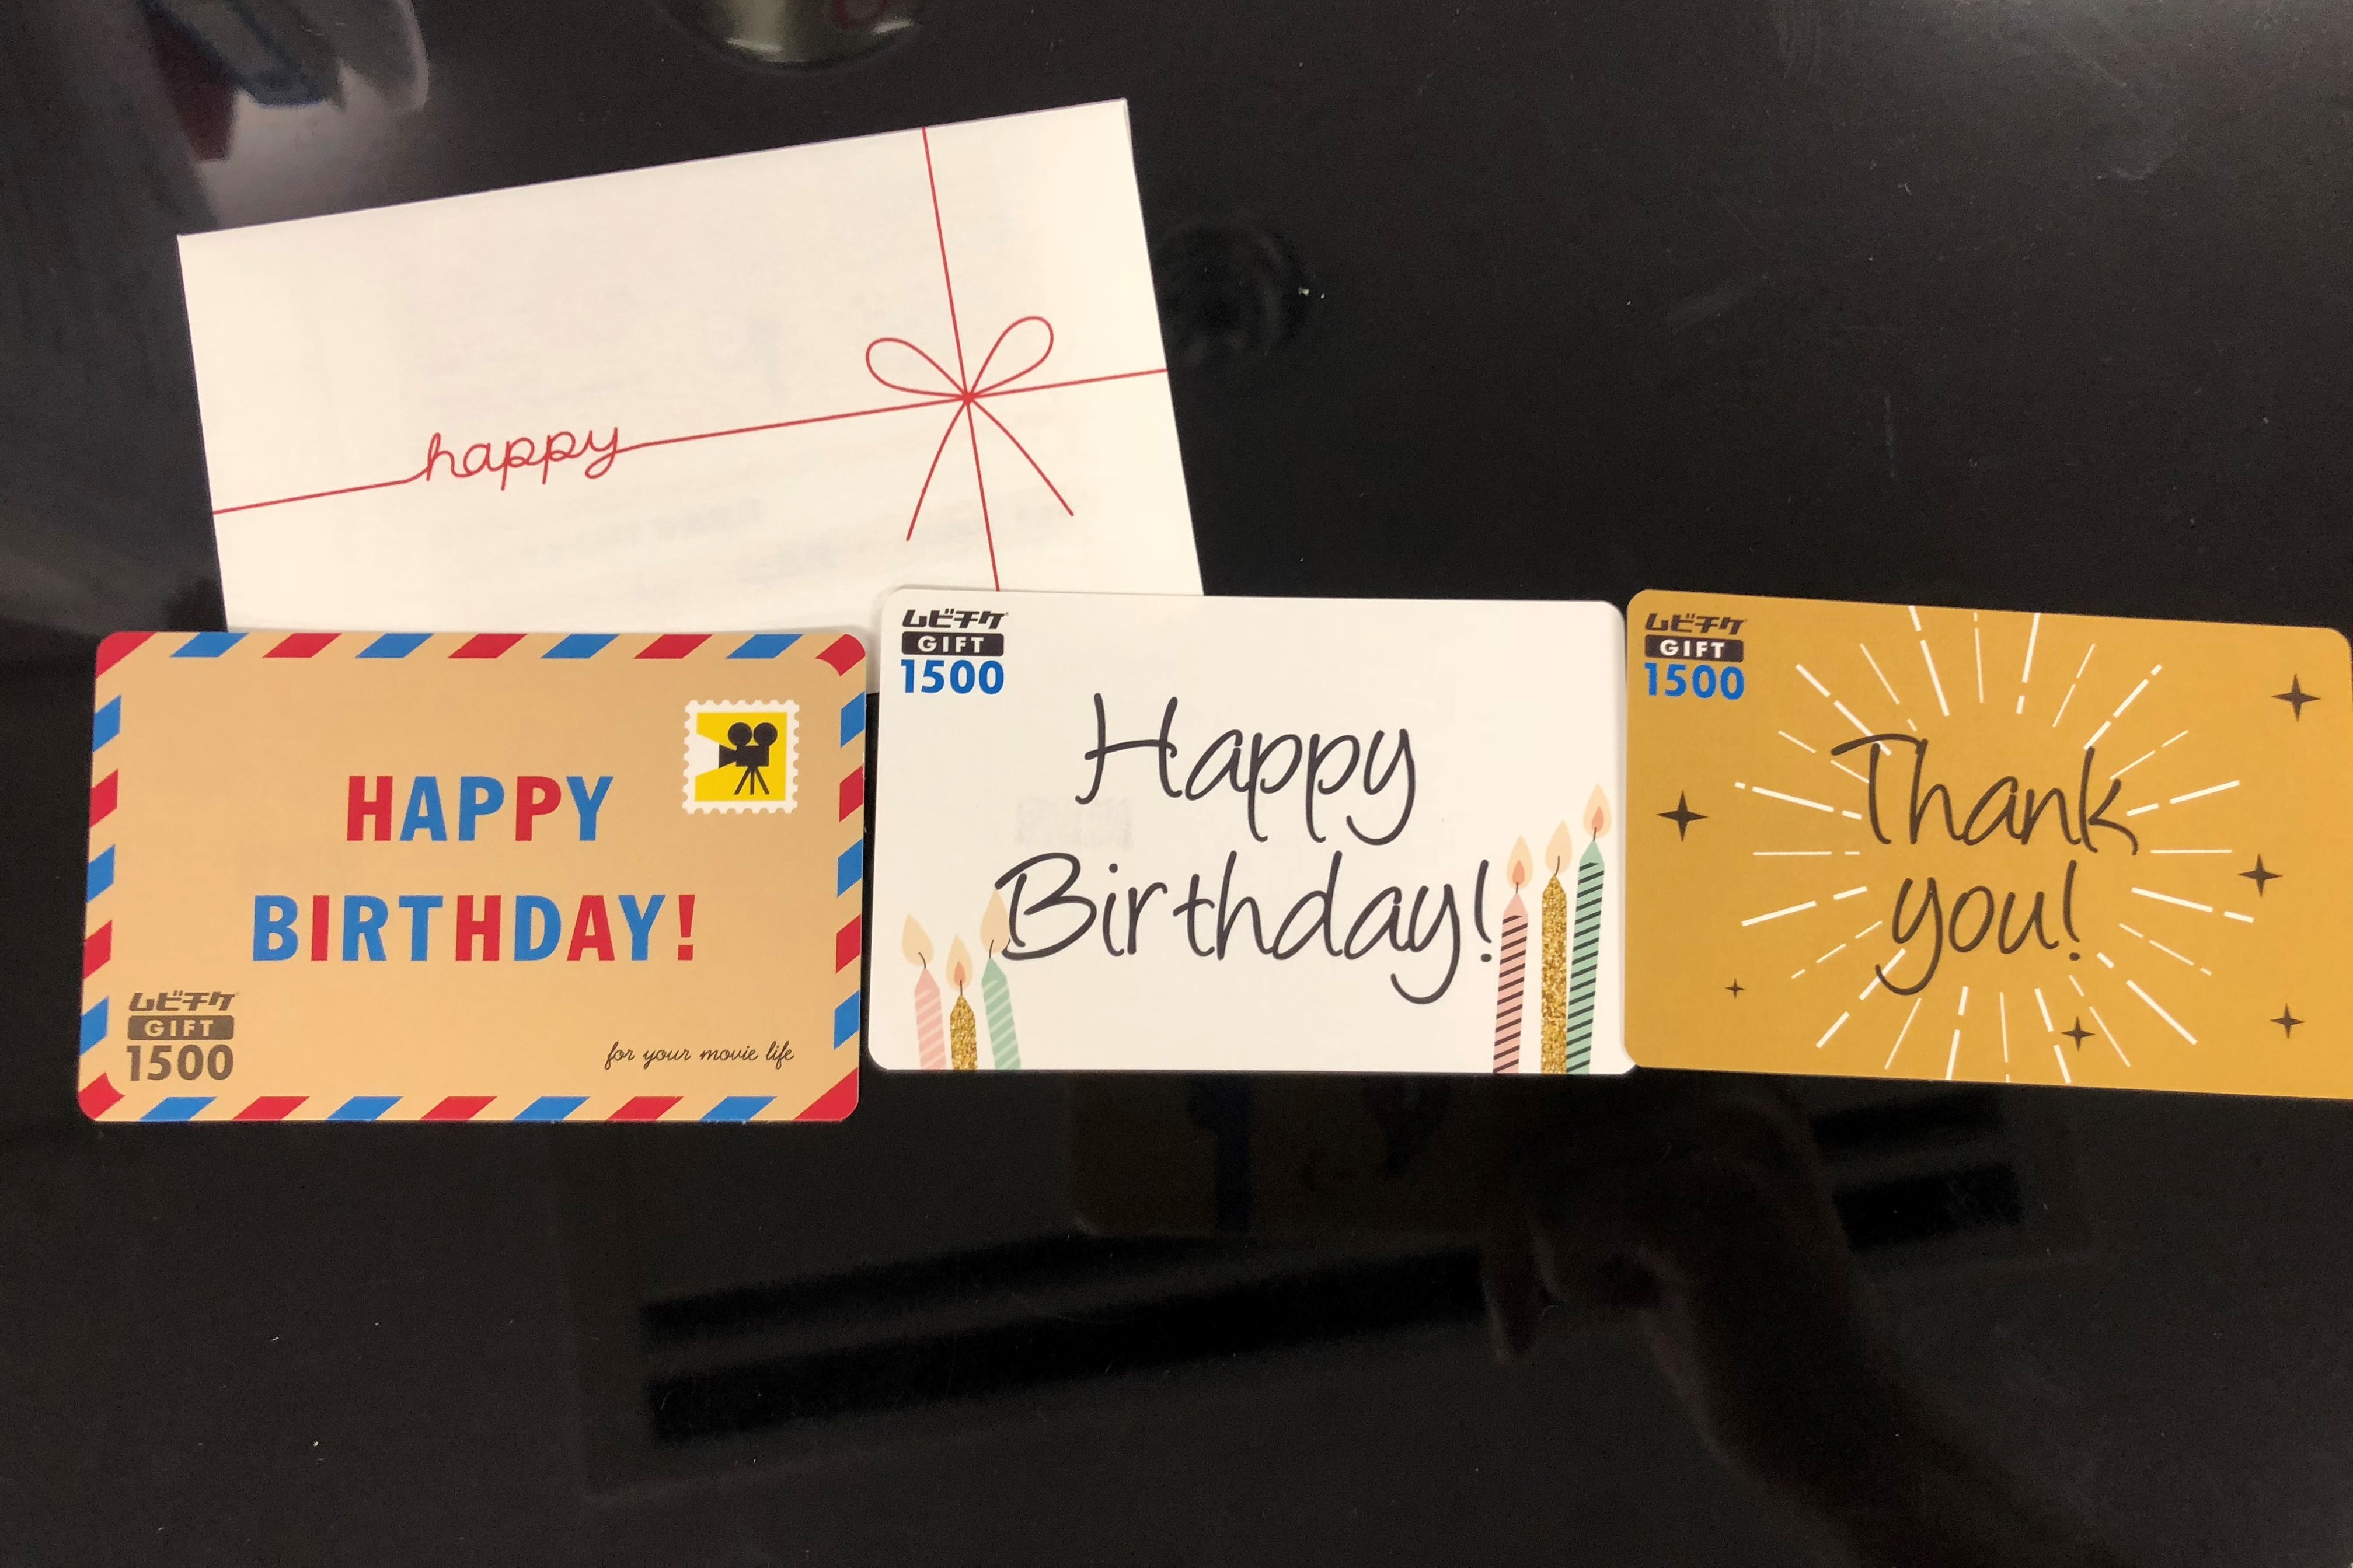 happy
HAPPY
BIRTHDAY!
ムビチケ
GIFT
1500
for your movie life
ムビチケ
GIFT
1500
Happy
Birthday!
ムビチケ
GIFT
1500
Thank
you!